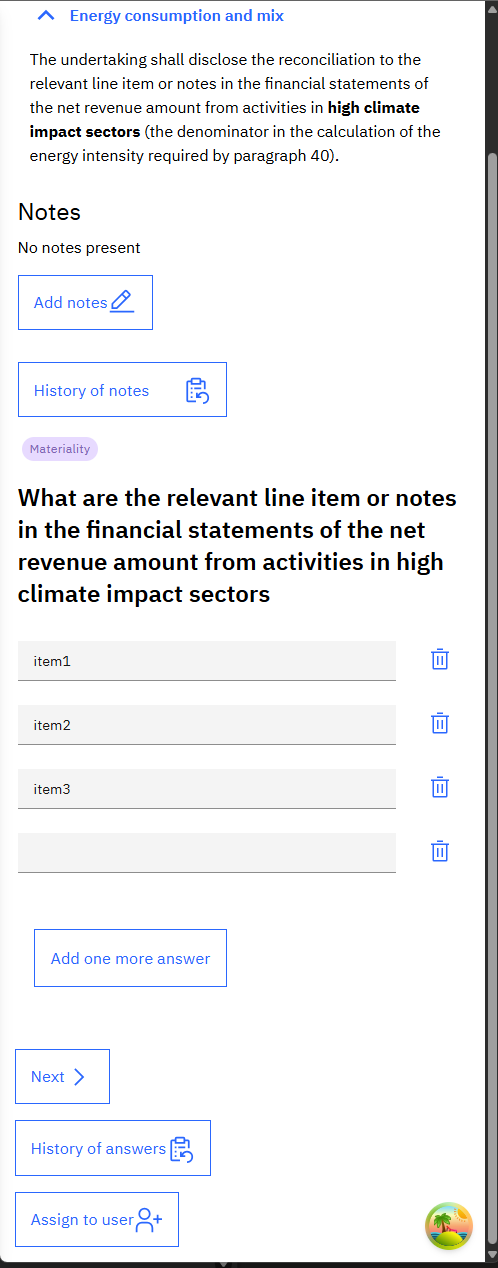 Energy consumption and mix
The undertaking shall disclose the reconciliation to the
relevant line item or notes in the financial statements of
the net revenue amount from activities in high climate
impact sectors (the denominator in the calculation of the
energy intensity required by paragraph 40).
Notes
No notes present
Add notes
History of notes
Materiality
What are the relevant line item or notes
in the financial statements of the net
revenue amount from activities in high
climate impact sectors
item1
item2
item3
Add one more answer
Next
History of answers
Assign to user